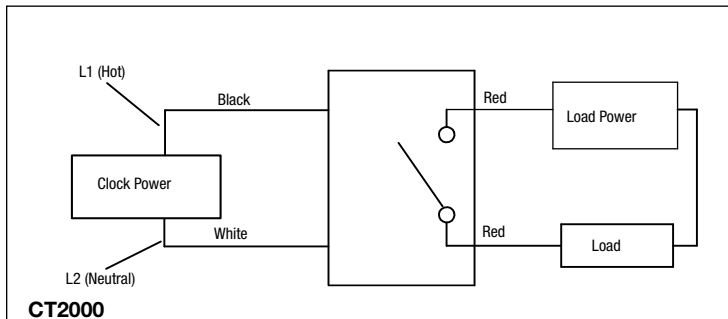 L1 (Hot)
Black
Red
Load Power
Clock Power
White
Red
Load
L2 (Neutral)
CT2000